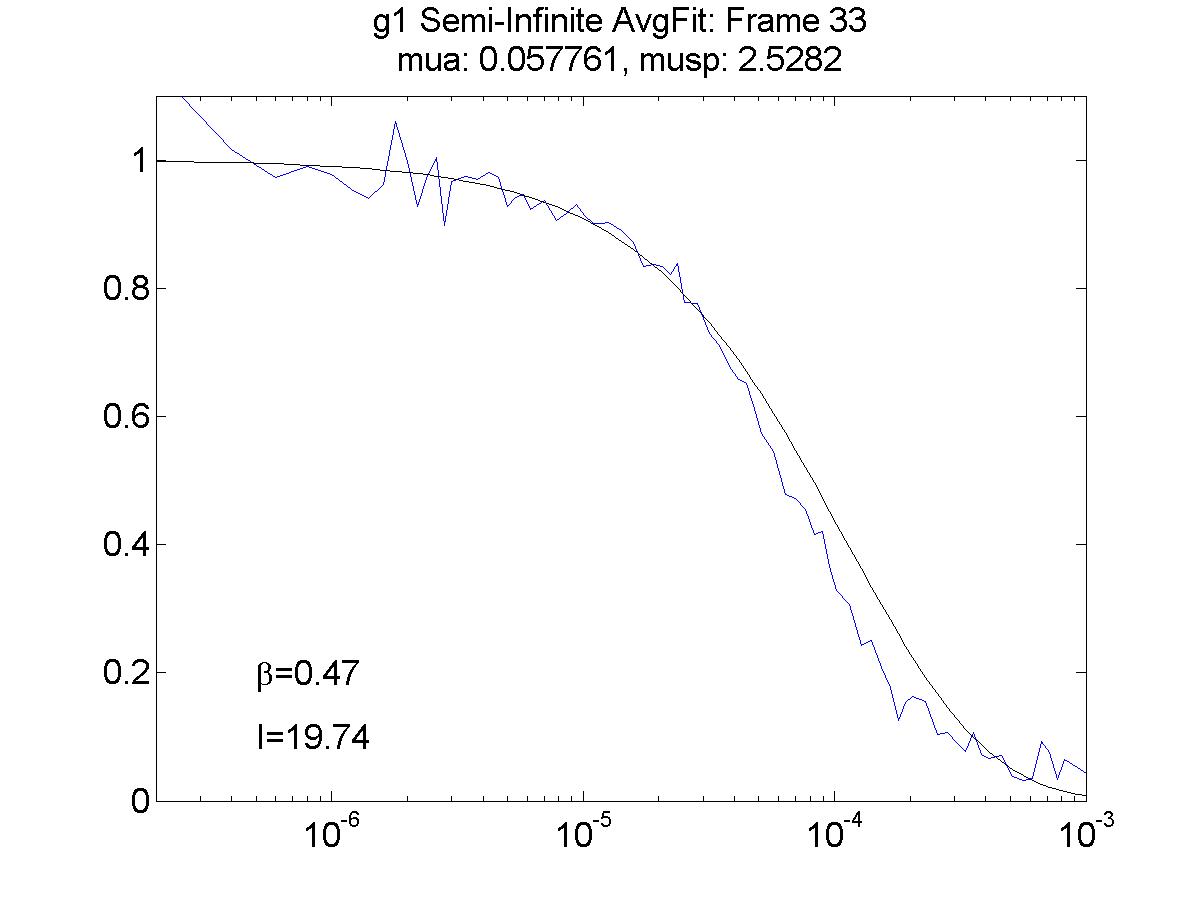 g1 Semi-Infinite AvgFit: Frame 33
mua: 0.057761, musp: 2.5282
1
0.8
0.6
0.4
0.2
0
β=0.47
I=19.74
10^-6
10^-5
10^-4
10^-3